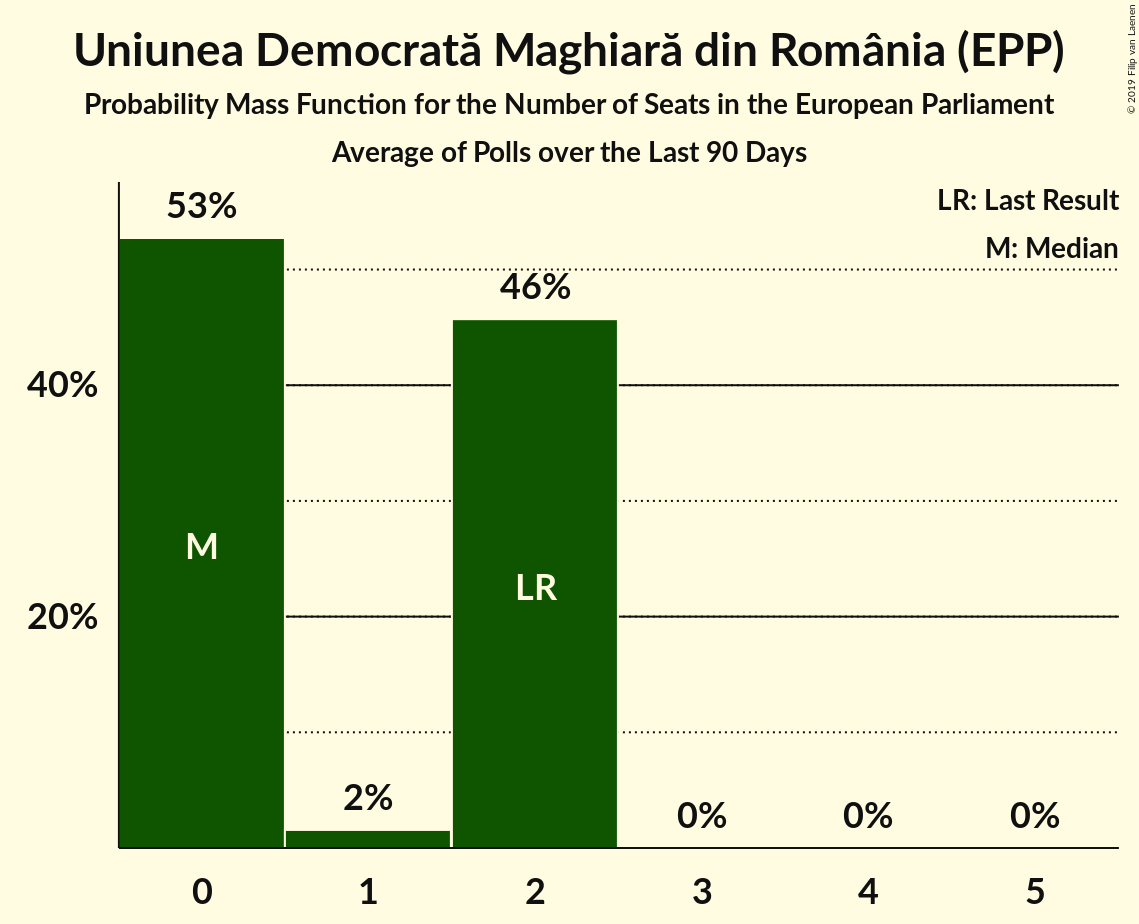 Uniunea Democrată Maghiară din România (EPP)
Probability Mass Function for the Number of Seats in the European Parliament
Average of Polls over the Last 90 Days
© 2019 Filip van Laenen
LR: Last Result
M: Median
53%
46%
40%
M
LR
20%
2%
0%
0%
0%
0
1
2
3
4
5